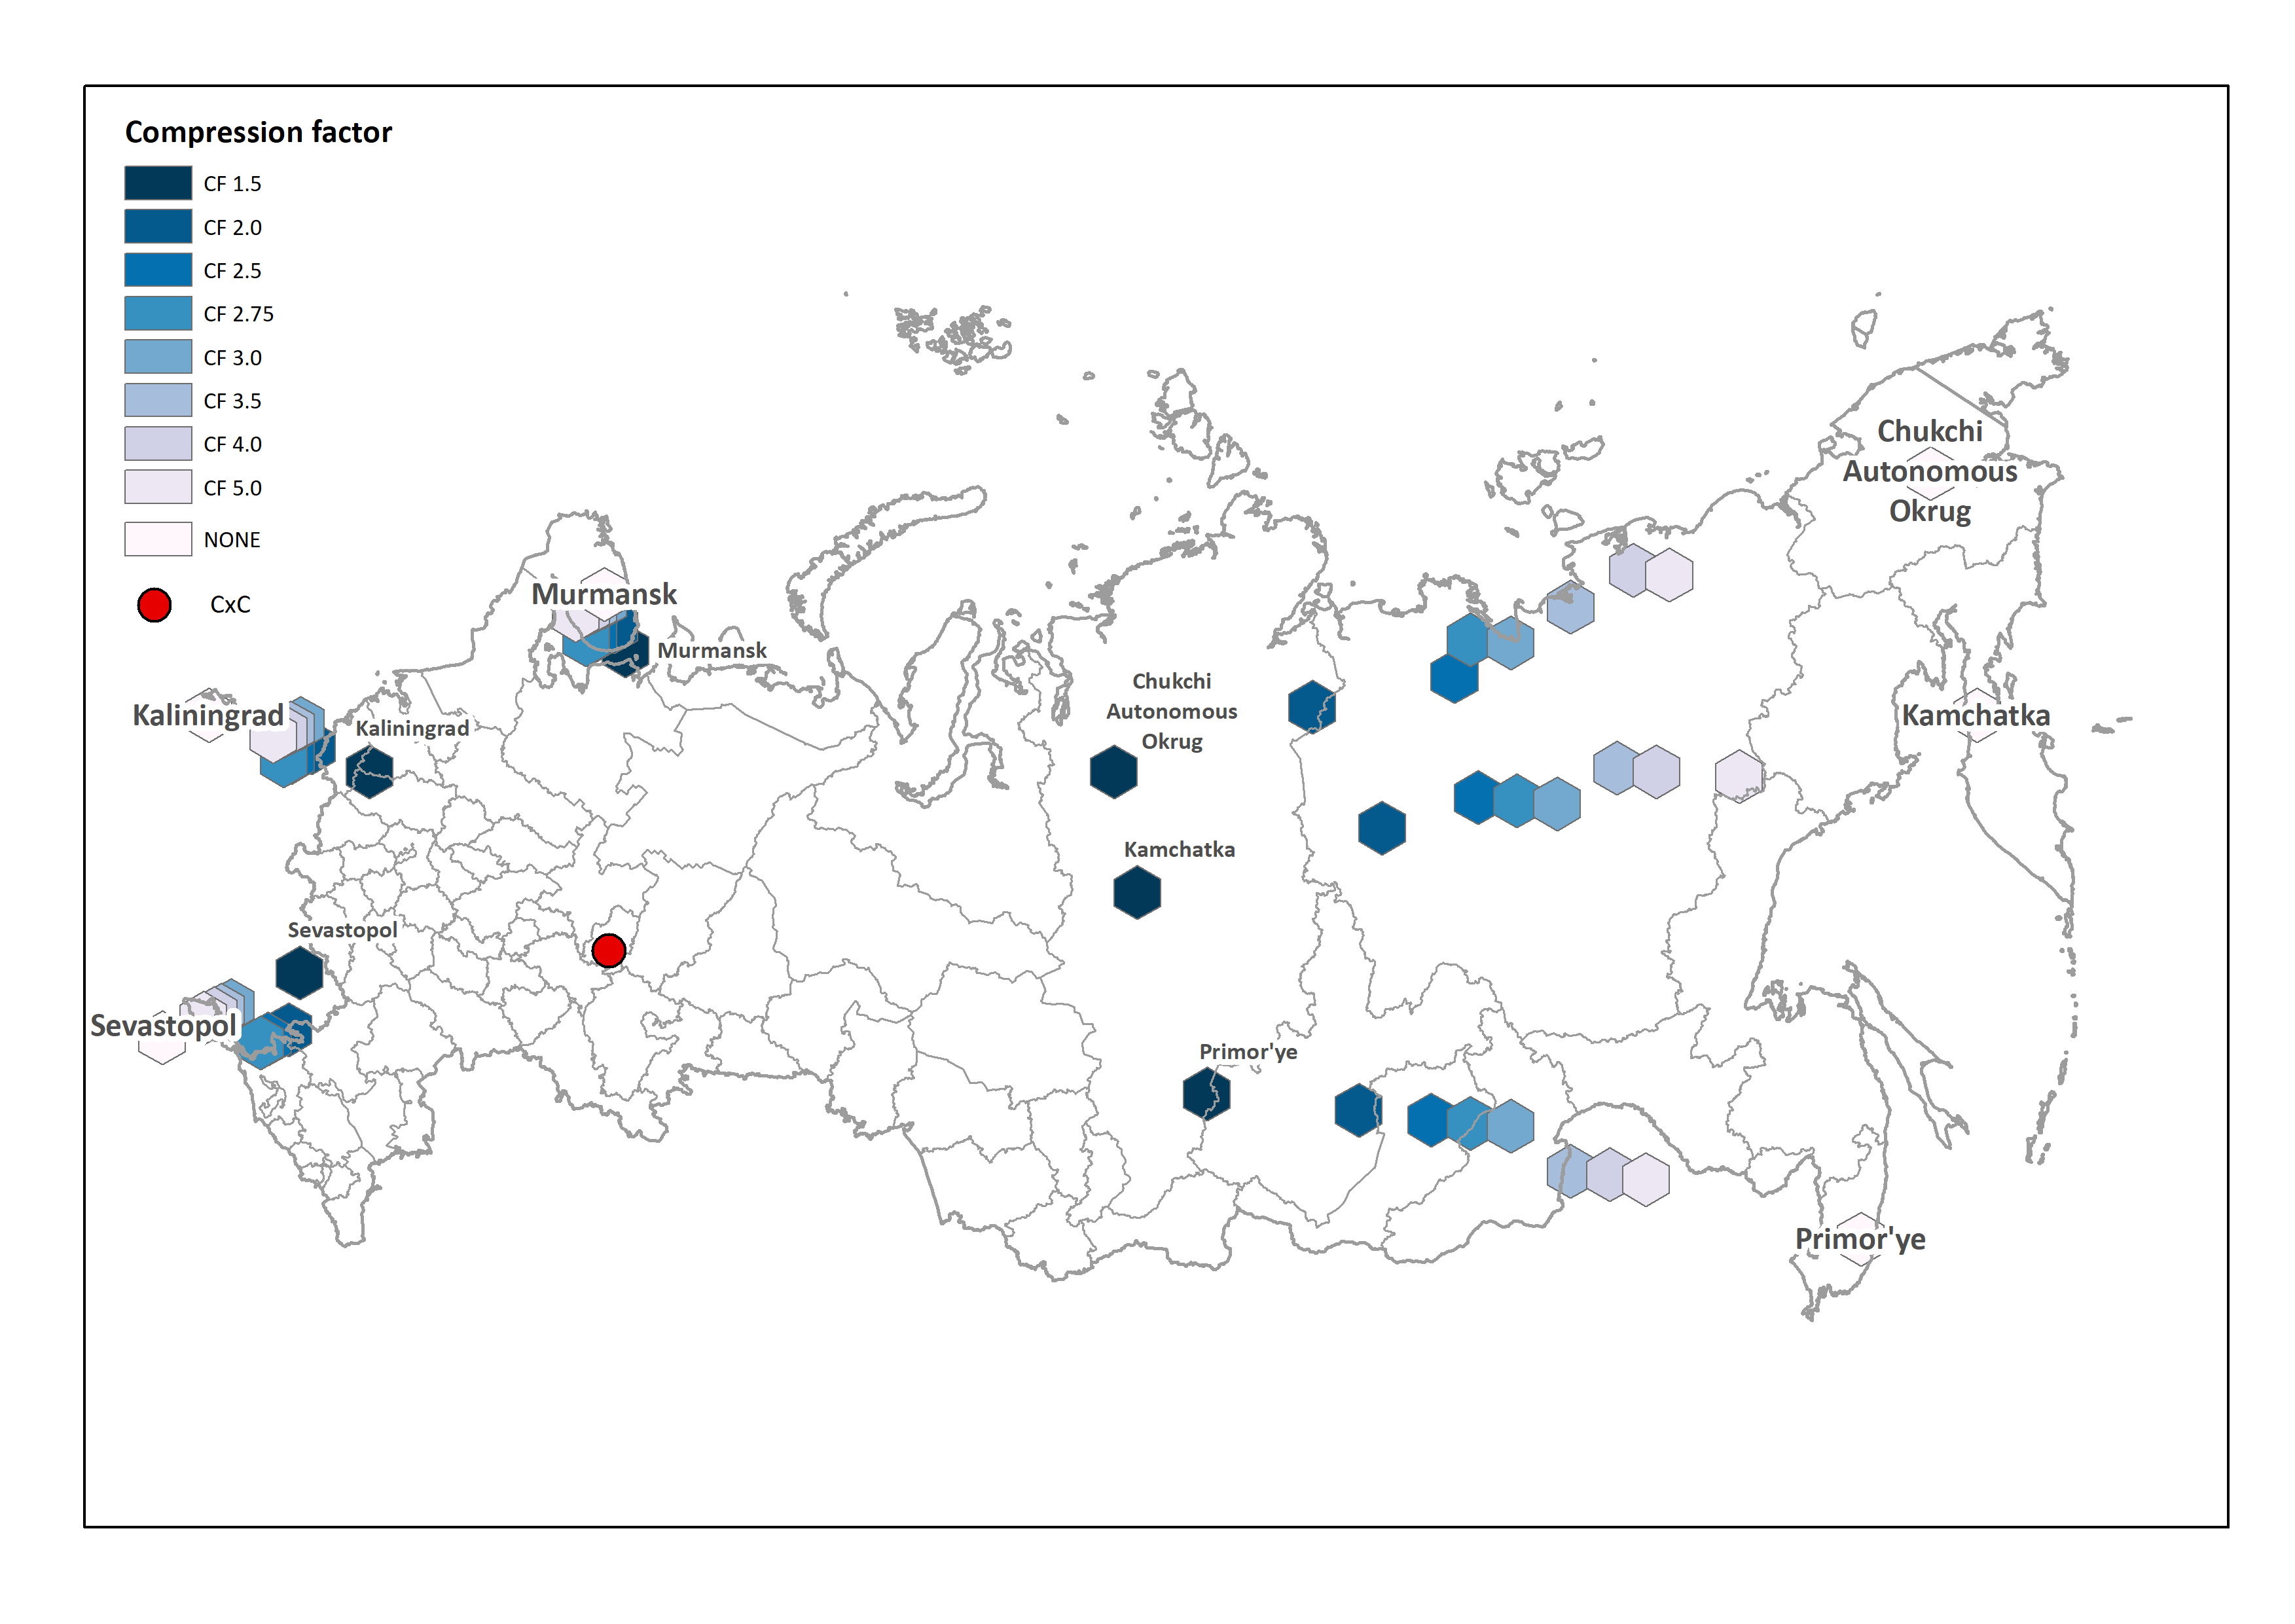 Compression factor
CF 1.5
CF 2.0
CF 2.5
CF 2.75
CF 3.0
CF 3.5
CF 4.0
CF 5.0
NONE
CxC
Chukchi
Autonomous
Okrug
Murmansk
Murmansk
Chukchi
Autonomous
Okrug
Kaliningrad
Kaliningrad
Kamchatka
Kamchatka
Sevastopol
Sevastopol
Primor'ye
Primor'ye